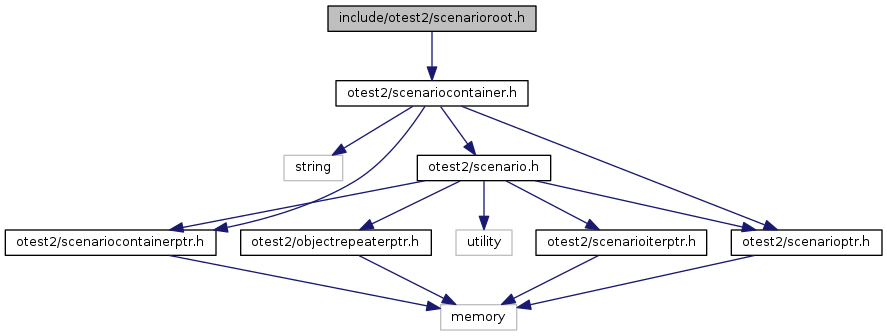 include/otest2/scenarioroot.h
otest2/scenariocontainer.h
string
otest2/scenario.h
otest2/scenariocontainerptr.h
otest2/objectrepeaterptr.h
utility
otest2/scenarioiterptr.h
otest2/scenarioptr.h
memory